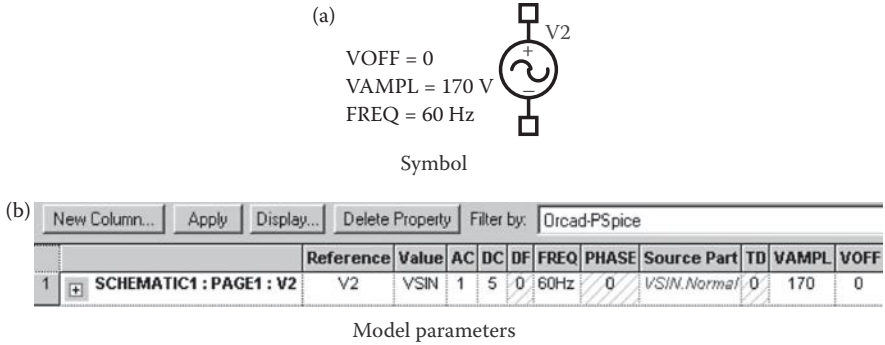 (a)
V2
+
VOFF = 0
VAMPL = 170 V
FREQ = 60 Hz
−
Symbol
(b)
New Column... Apply Display... Delete Property Filter by: Orcad-PSpice
Reference Value AC DC DF FREQ PHASE Source Part TD VAMPL VOFF
1 + SCHEMATIC1 : PAGE1 : V2 V2 VSIN 1 5 0 60Hz 0 VSIN.Normal 0 170 0
Model parameters